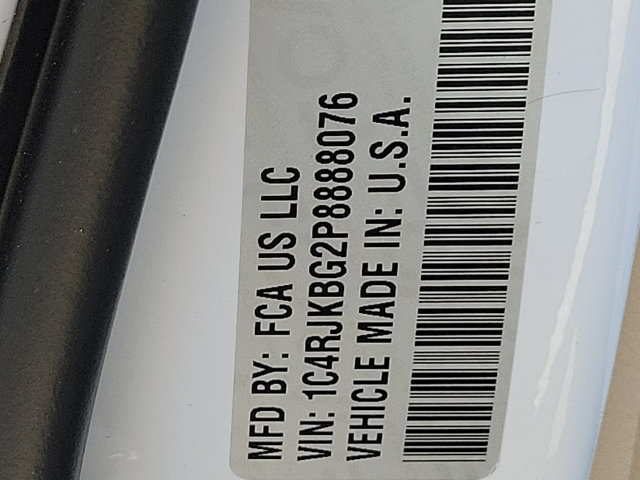 MFD BY: FCA US LLC
VIN: 1C4RJKBG2P8888076
VEHICLE MADE IN: U.S.A.